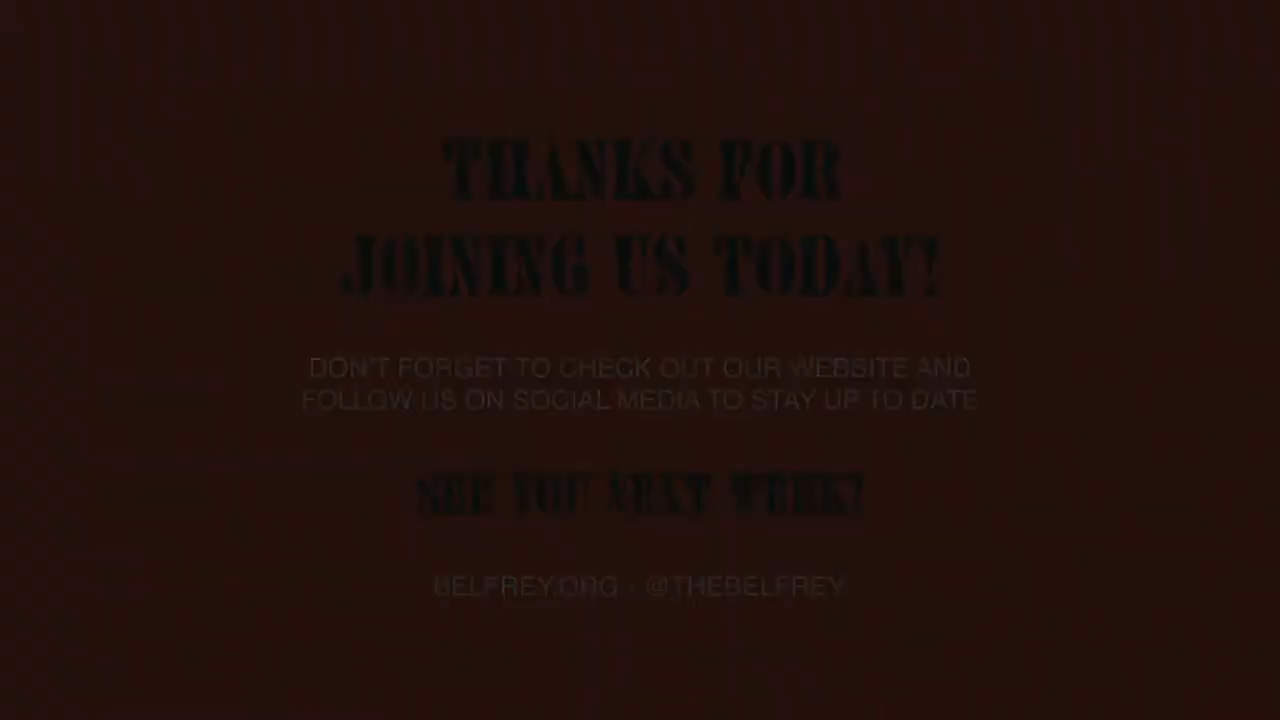 THANKS FOR
JOINING US TODAY!
DON'T FORGET TO CHECK OUT OUR WEBSITE AND
FOLLOW US ON SOCIAL MEDIA TO STAY UP TO DATE
SEE YOU NEXT WEEK!
BELFREY.ORG - @THEBELFREY